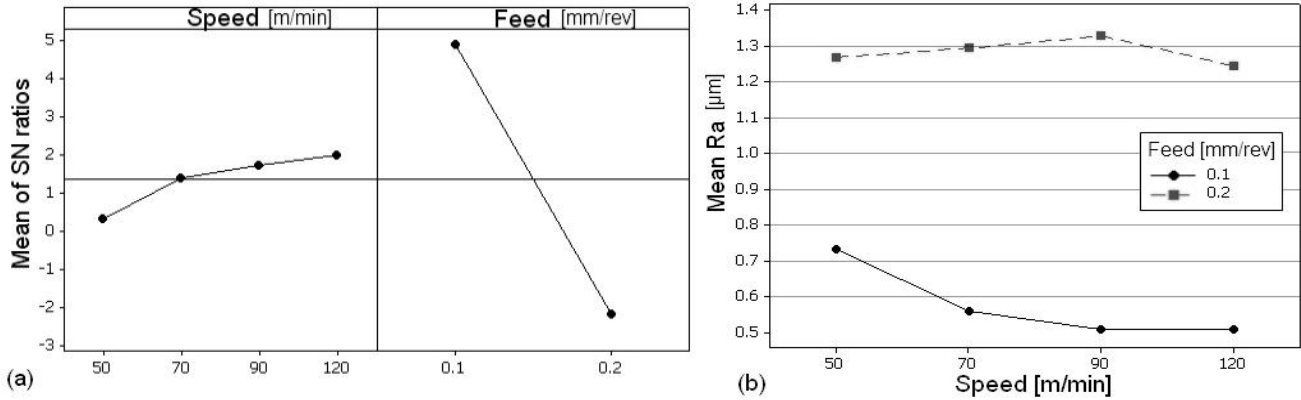 Speed [m/min] Feed [mm/rev]
Mean of SN ratios
5
4
3
2
1
0
-1
-2
-3
50 70 90 120 0.1 0.2
(a)
Mean Ra [µm]
1.4
1.3
1.2
1.1
1.0
0.9
0.8
0.7
0.6
0.5
Feed [mm/rev]
0.1
0.2
50 70 90 120
Speed [m/min]
(b)